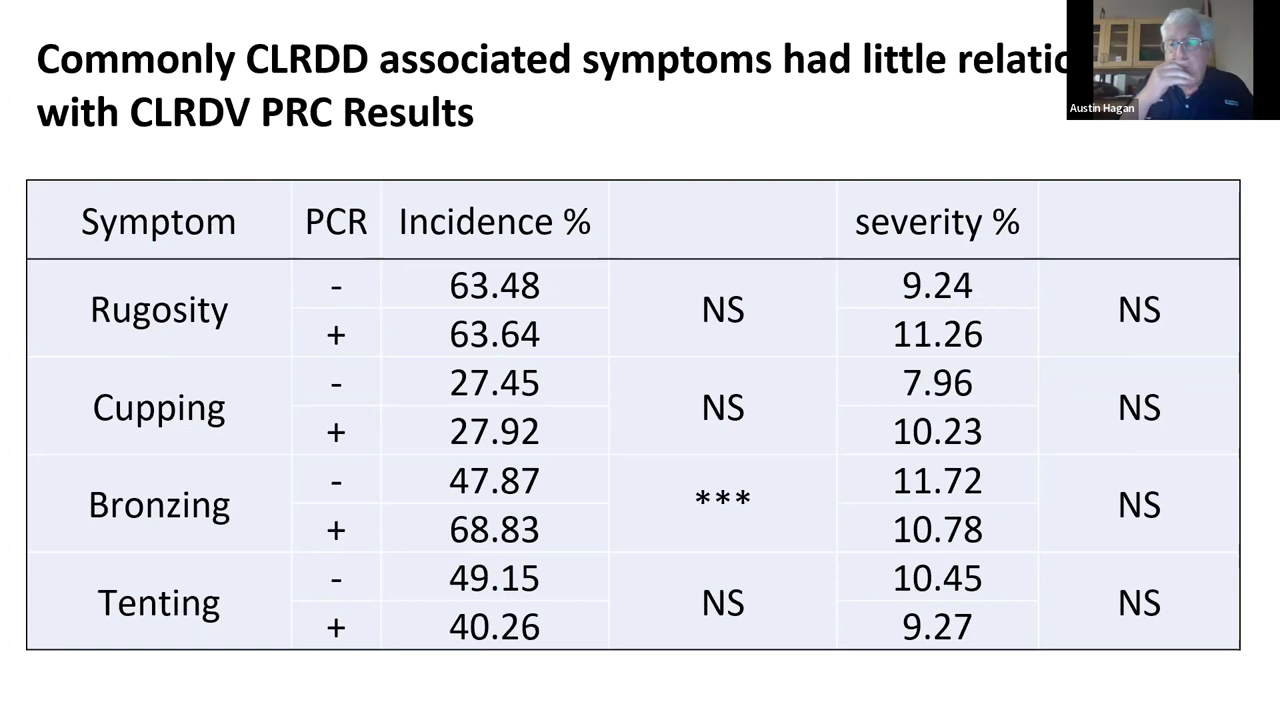 Commonly CLRDD associated symptoms had little relatio
with CLRDV PRC Results
Austin Hagan
Symptom PCR Incidence % severity %
Rugosity - 63.48 NS 9.24 NS
+ 63.64 11.26
Cupping - 27.45 NS 7.96 NS
+ 27.92 10.23
Bronzing - 47.87 *** 11.72 NS
+ 68.83 10.78
Tenting - 49.15 NS 10.45 NS
+ 40.26 9.27